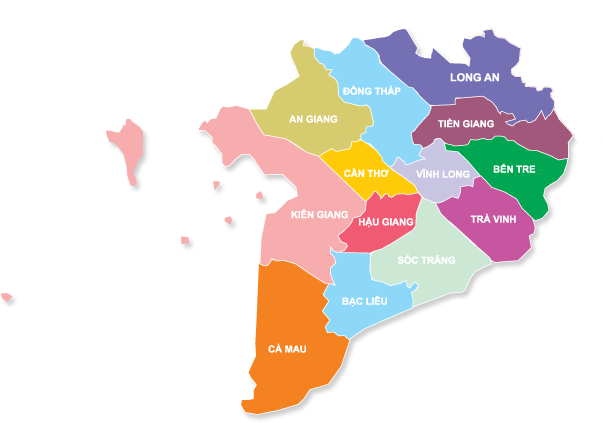 LONG AN
ĐỒNG THÁP
AN GIANG
TIỀN GIANG
CẦN THƠ
VĨNH LONG
BẾN TRE
KIÊN GIANG
HẬU GIANG
TRÀ VINH
SÓC TRĂNG
BẠC LIÊU
CÀ MAU